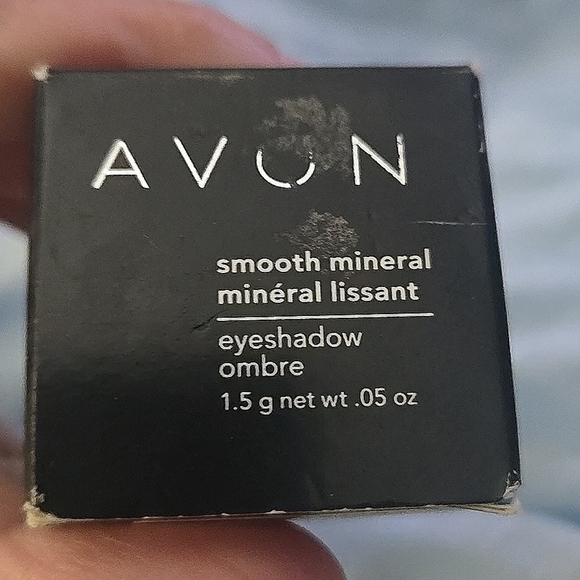 AVON
smooth mineral
minéral lissant
eyeshadow
ombre
1.5 g net wt .05 oz